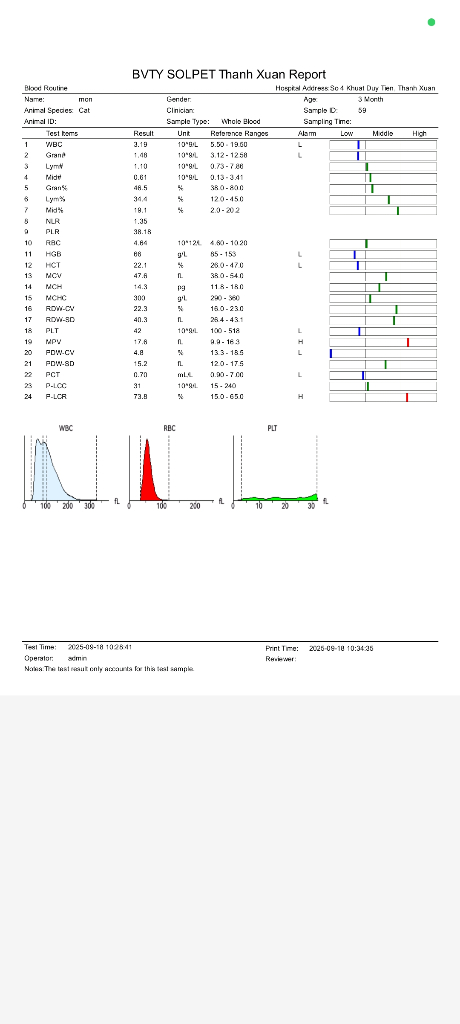 BVTY SOLPET Thanh Xuan Report
Blood Routine Hospital Address:So 4 Khuat Duy Tien, Thanh Xuan
Name: mon Gender: Age: 3 Month
Animal Species: Cat Clinician: Sample ID: 59
Animal ID: Sample Type: Whole Blood Sampling Time:
Test Items Result Unit Reference Ranges Alarm Low Middle High
1 WBC 3.19 10^9/L 5.50 - 19.50 L
2 Gran# 1.48 10^9/L 3.12 - 12.58 L
3 Lym# 1.10 10^9/L 0.73 - 7.86
4 Mid# 0.61 10^9/L 0.13 - 3.41
5 Gran% 46.5 % 38.0 - 80.0
6 Lym% 34.4 % 12.0 - 45.0
7 Mid% 19.1 % 2.0 - 20.2
8 NLR 1.35
9 PLR 38.18
10 RBC 4.64 10^12/L 4.60 - 10.20
11 HGB 66 g/L 85 - 153 L
12 HCT 22.1 % 26.0 - 47.0 L
13 MCV 47.6 fL 38.0 - 54.0
14 MCH 14.3 pg 11.8 - 18.0
15 MCHC 300 g/L 290 - 360
16 RDW-CV 22.3 % 16.0 - 23.0
17 RDW-SD 40.3 fL 26.4 - 43.1
18 PLT 42 10^9/L 100 - 518 L
19 MPV 17.6 fL 9.9 - 16.3 H
20 PDW-CV 4.8 % 13.3 - 18.5 L
21 PDW-SD 15.2 fL 12.0 - 17.5
22 PCT 0.70 mL/L 0.90 - 7.00 L
23 P-LCC 31 10^9/L 15 - 240
24 P-LCR 73.8 % 15.0 - 65.0 H
WBC RBC PLT
0 100 200 300 fL 0 100 200 fL 0 10 20 30 fL
Test Time: 2025-09-18 10:28:41 Print Time: 2025-09-18 10:34:35
Operator: admin Reviewer:
Notes:The test result only accounts for this test sample.